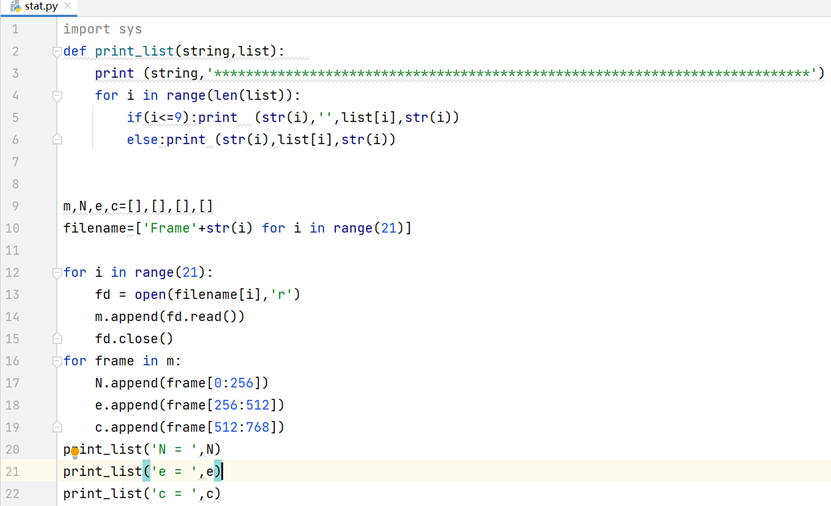 stat.py
1 import sys
2 def print_list(string,list):
3     print (string,'***************************************************************************')
4     for i in range(len(list)):
5         if(i<=9):print  (str(i),'',list[i],str(i))
6         else:print (str(i),list[i],str(i))
7
8
9 m,N,e,c=[],[],[],[]
10 filename=['Frame'+str(i) for i in range(21)]
11
12 for i in range(21):
13     fd = open(filename[i],'r')
14     m.append(fd.read())
15     fd.close()
16 for frame in m:
17     N.append(frame[0:256])
18     e.append(frame[256:512])
19     c.append(frame[512:768])
20 print_list('N = ',N)
21 print_list('e = ',e)
22 print_list('c = ',c)